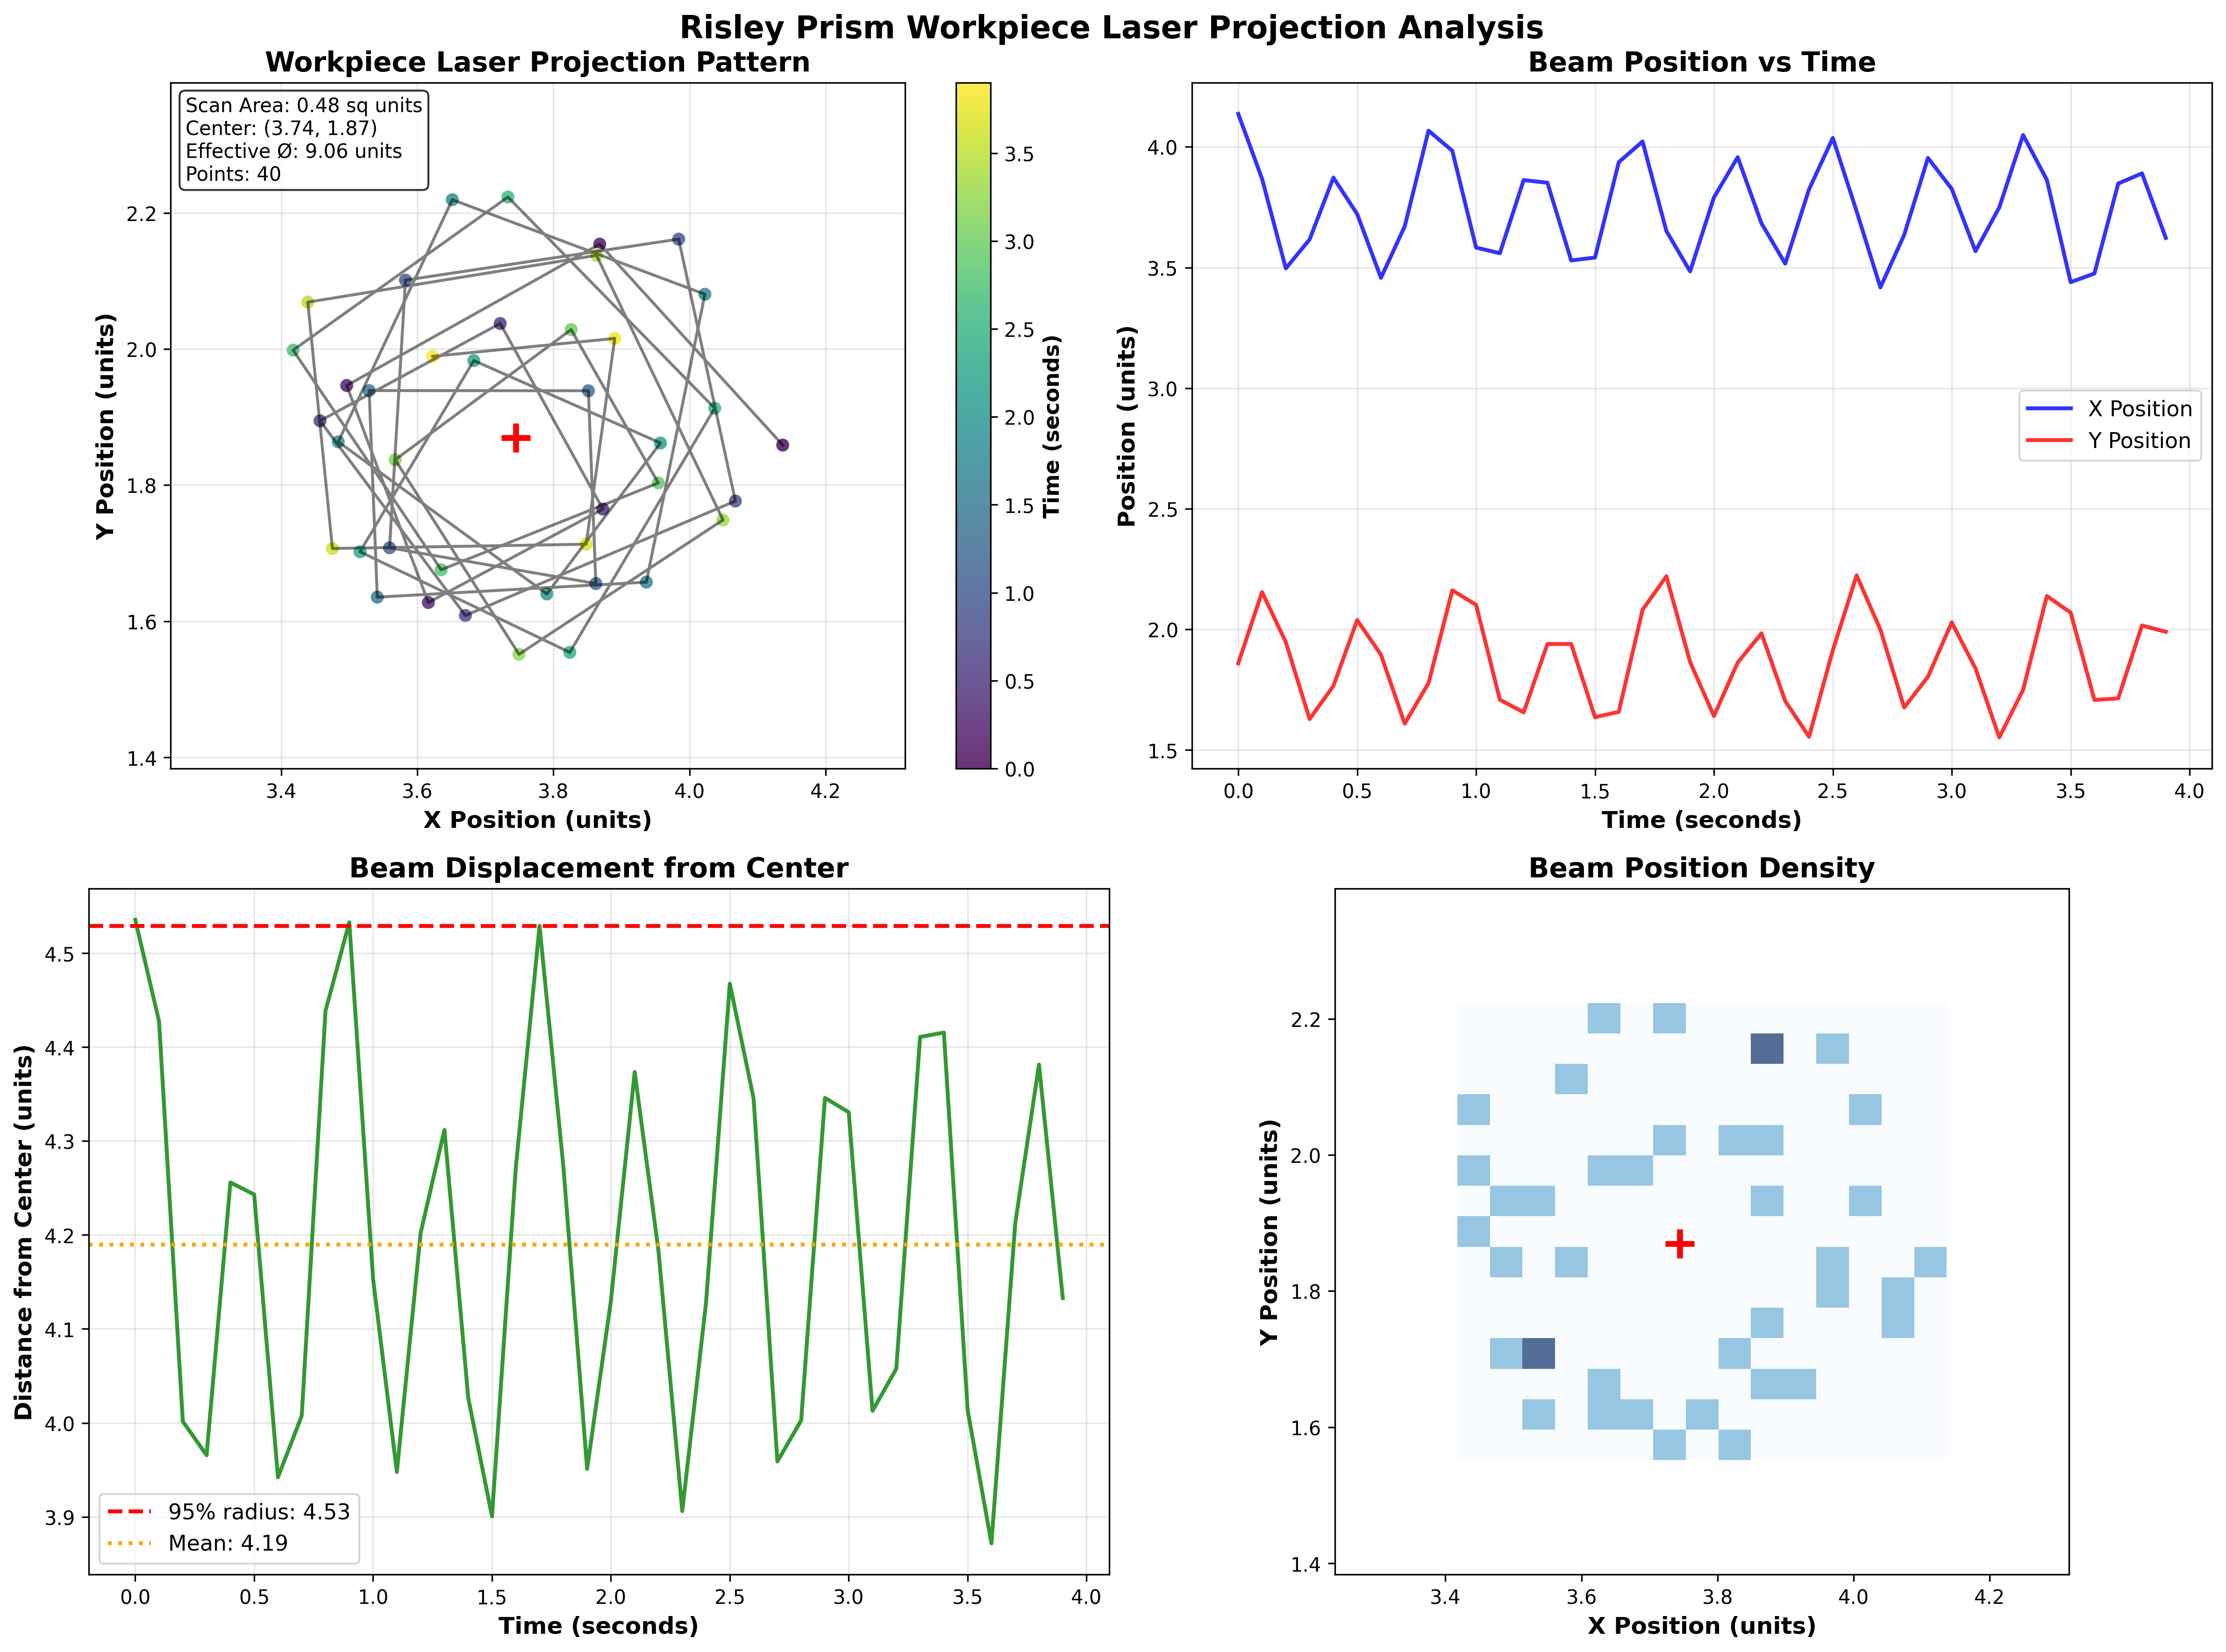 Risley Prism Workpiece Laser Projection Analysis
Workpiece Laser Projection Pattern
Scan Area: 0.48 sq units
Center: (3.74, 1.87)
Effective Ø: 9.06 units
Points: 40
2.2
2.0
1.8
1.6
1.4
Y Position (units)
3.4 3.6 3.8 4.0 4.2
X Position (units)
3.5
3.0
2.5
2.0
1.5
1.0
0.5
0.0
Time (seconds)
Beam Position vs Time
4.0
3.5
3.0
2.5
2.0
1.5
Position (units)
X Position
Y Position
0.0 0.5 1.0 1.5 2.0 2.5 3.0 3.5 4.0
Time (seconds)
Beam Displacement from Center
4.5
4.4
4.3
4.2
4.1
4.0
3.9
Distance from Center (units)
95% radius: 4.53
Mean: 4.19
0.0 0.5 1.0 1.5 2.0 2.5 3.0 3.5 4.0
Time (seconds)
Beam Position Density
2.2
2.0
1.8
1.6
1.4
Y Position (units)
3.4 3.6 3.8 4.0 4.2
X Position (units)